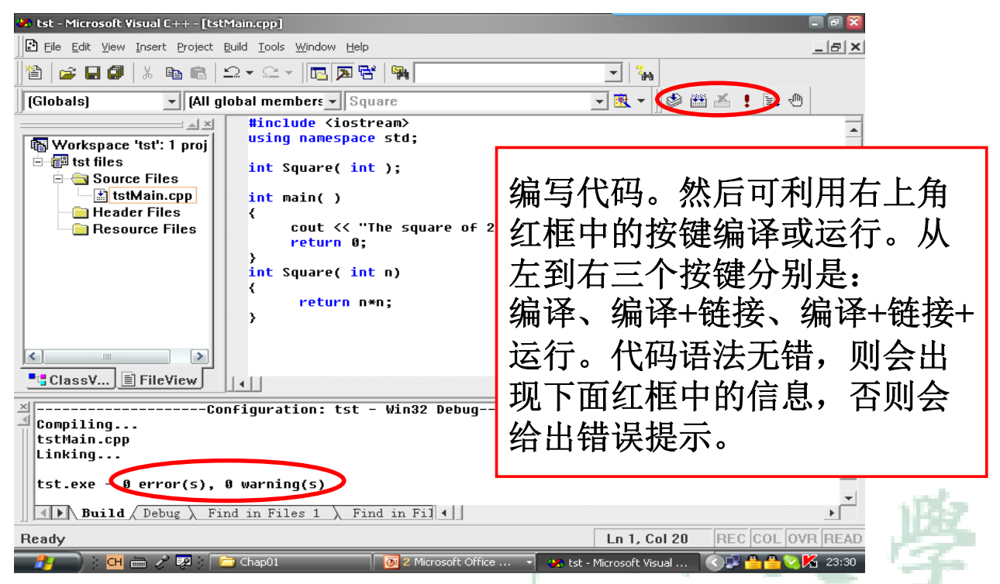 tst - Microsoft Visual C++ - [tstMain.cpp]
File Edit View Insert Project Build Tools Window Help
(Globals) (All global members Square
Workspace 'tst': 1 proj
tst files
Source Files
tstMain.cpp
Header Files
Resource Files
ClassV... FileView
#include <iostream>
using namespace std;
int Square( int );
int main( )
{
cout << "The square of 2
return 0;
}
int Square( int n)
{
return n*n;
}
编写代码。然后可利用右上角
红框中的按键编译或运行。从
左到右三个按键分别是：
编译、编译+链接、编译+链接+
运行。代码语法无错，则会出
现下面红框中的信息，否则会
给出错误提示。
--------------------Configuration: tst - Win32 Debug--
Compiling...
tstMain.cpp
Linking...
tst.exe - 0 error(s), 0 warning(s)
Build Debug Find in Files 1 Find in Fil
Ready Ln 1, Col 20 REC COL OVR READ
CH Chap01 2 Microsoft Office ... tst - Microsoft Visual ... 23:30